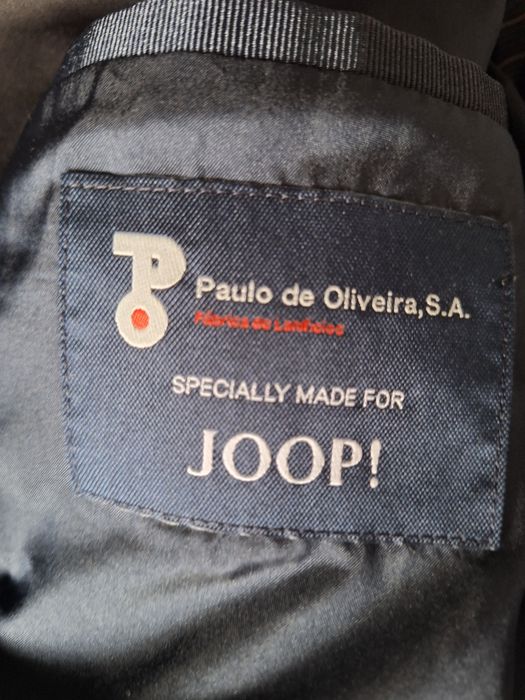 Paulo de Oliveira, S.A.
Fábrica de Lanifícios
SPECIALLY MADE FOR
JOOP!